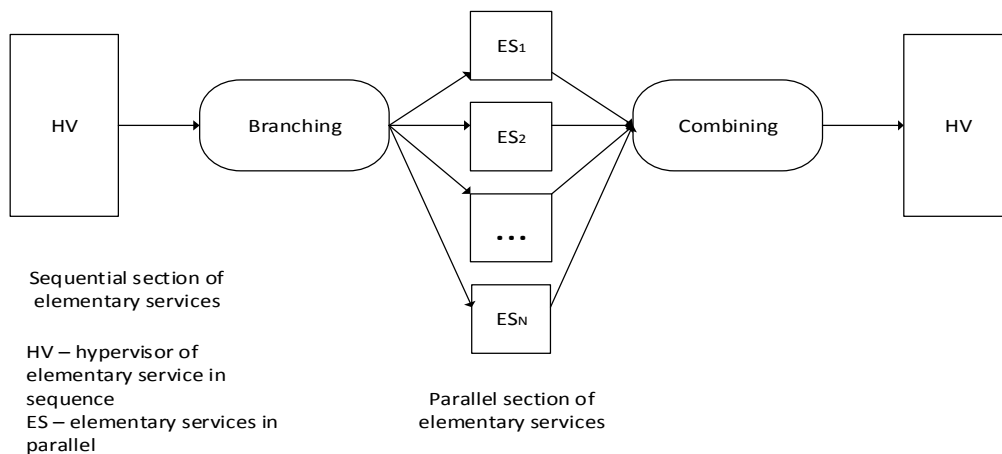 HV
Branching
ES1
ES2
...
ESN
Combining
HV
Sequential section of
elementary services
HV – hypervisor of
elementary service in
sequence
ES – elementary services in
parallel
Parallel section of
elementary services